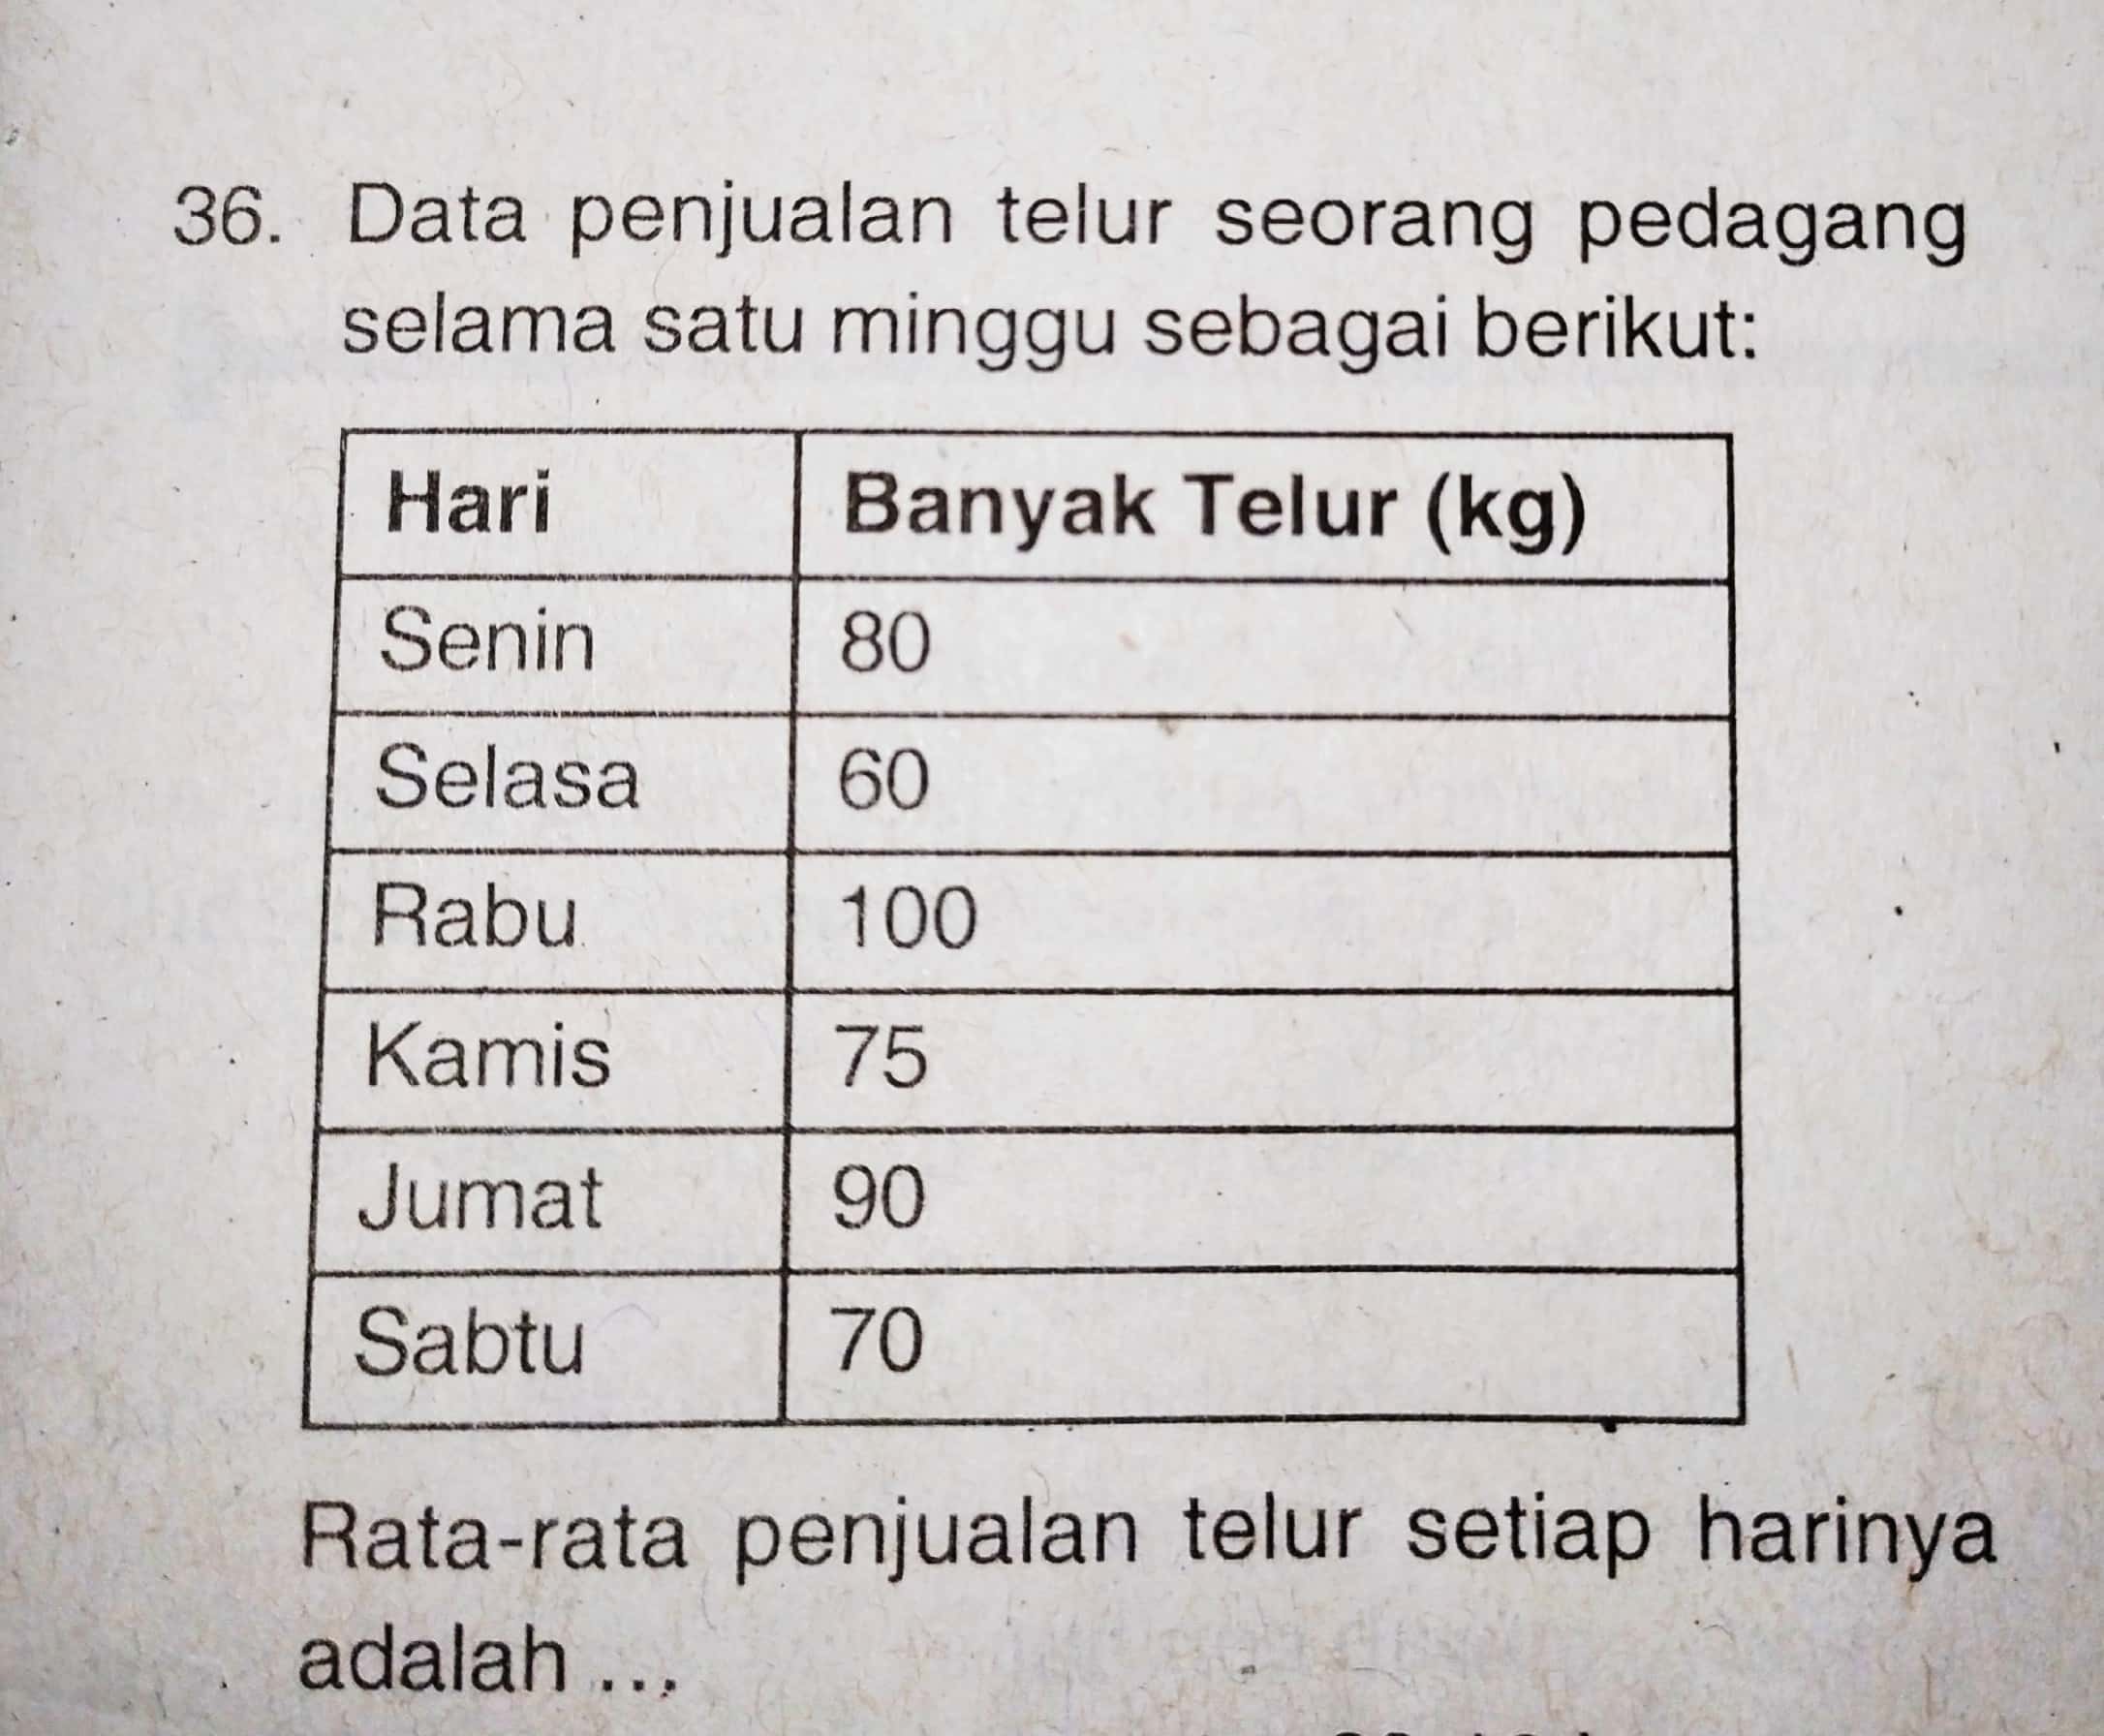 36. Data penjualan telur seorang pedagang
selama satu minggu sebagai berikut:
Hari Banyak Telur (kg)
Senin 80
Selasa 60
Rabu 100
Kamis 75
Jumat 90
Sabtu 70
Rata-rata penjualan telur setiap harinya
adalah ...